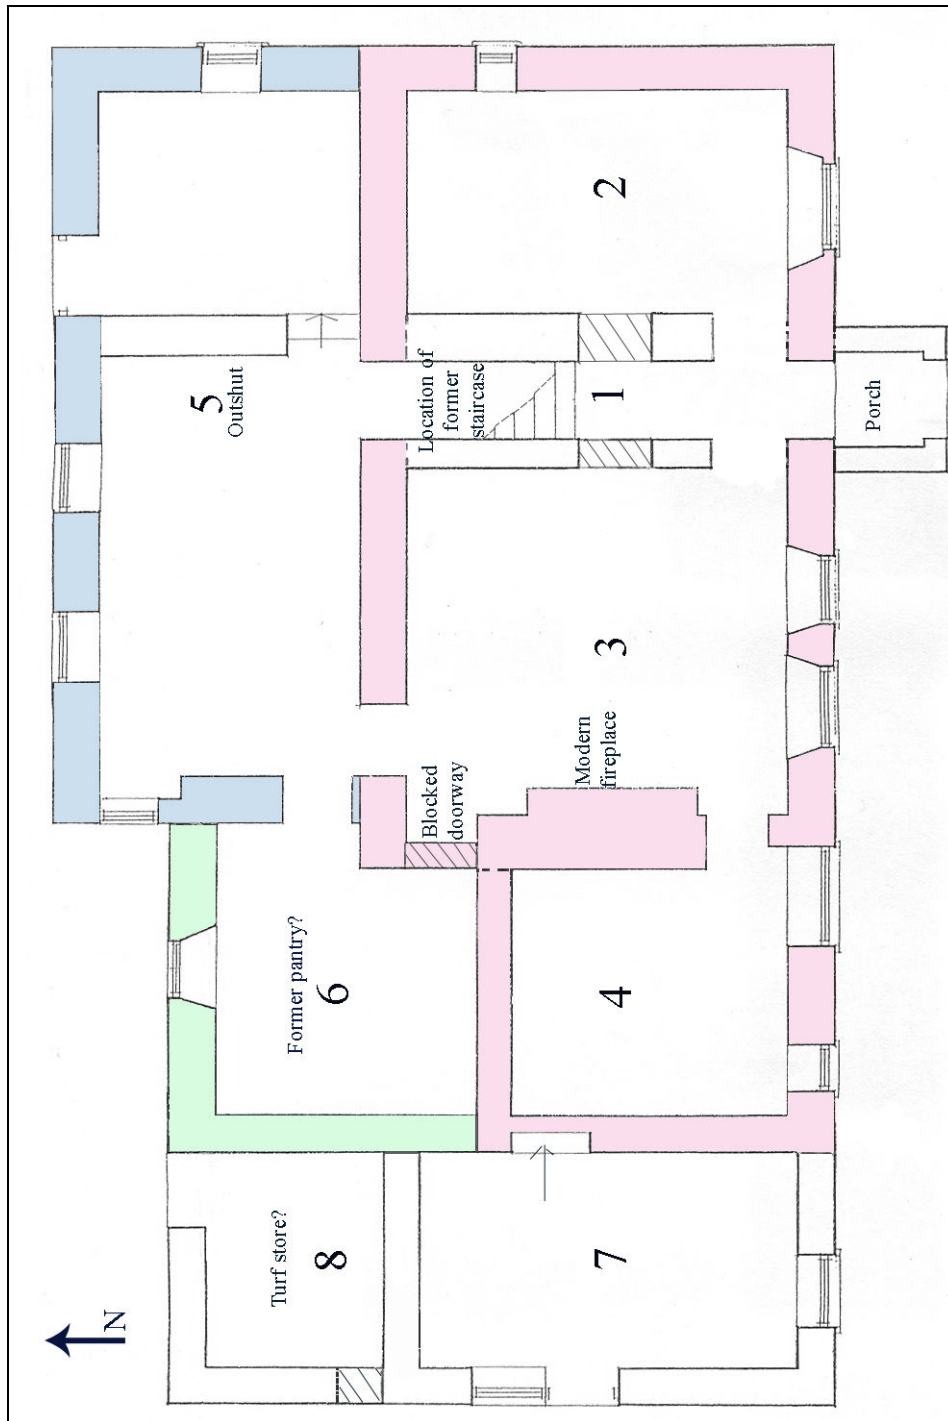 N
5
Outshut
Turf store?
8
Former pantry?
6
Blocked
doorway
Location of
former
staircase
Modern
fireplace
7
4
3
1
2
Porch